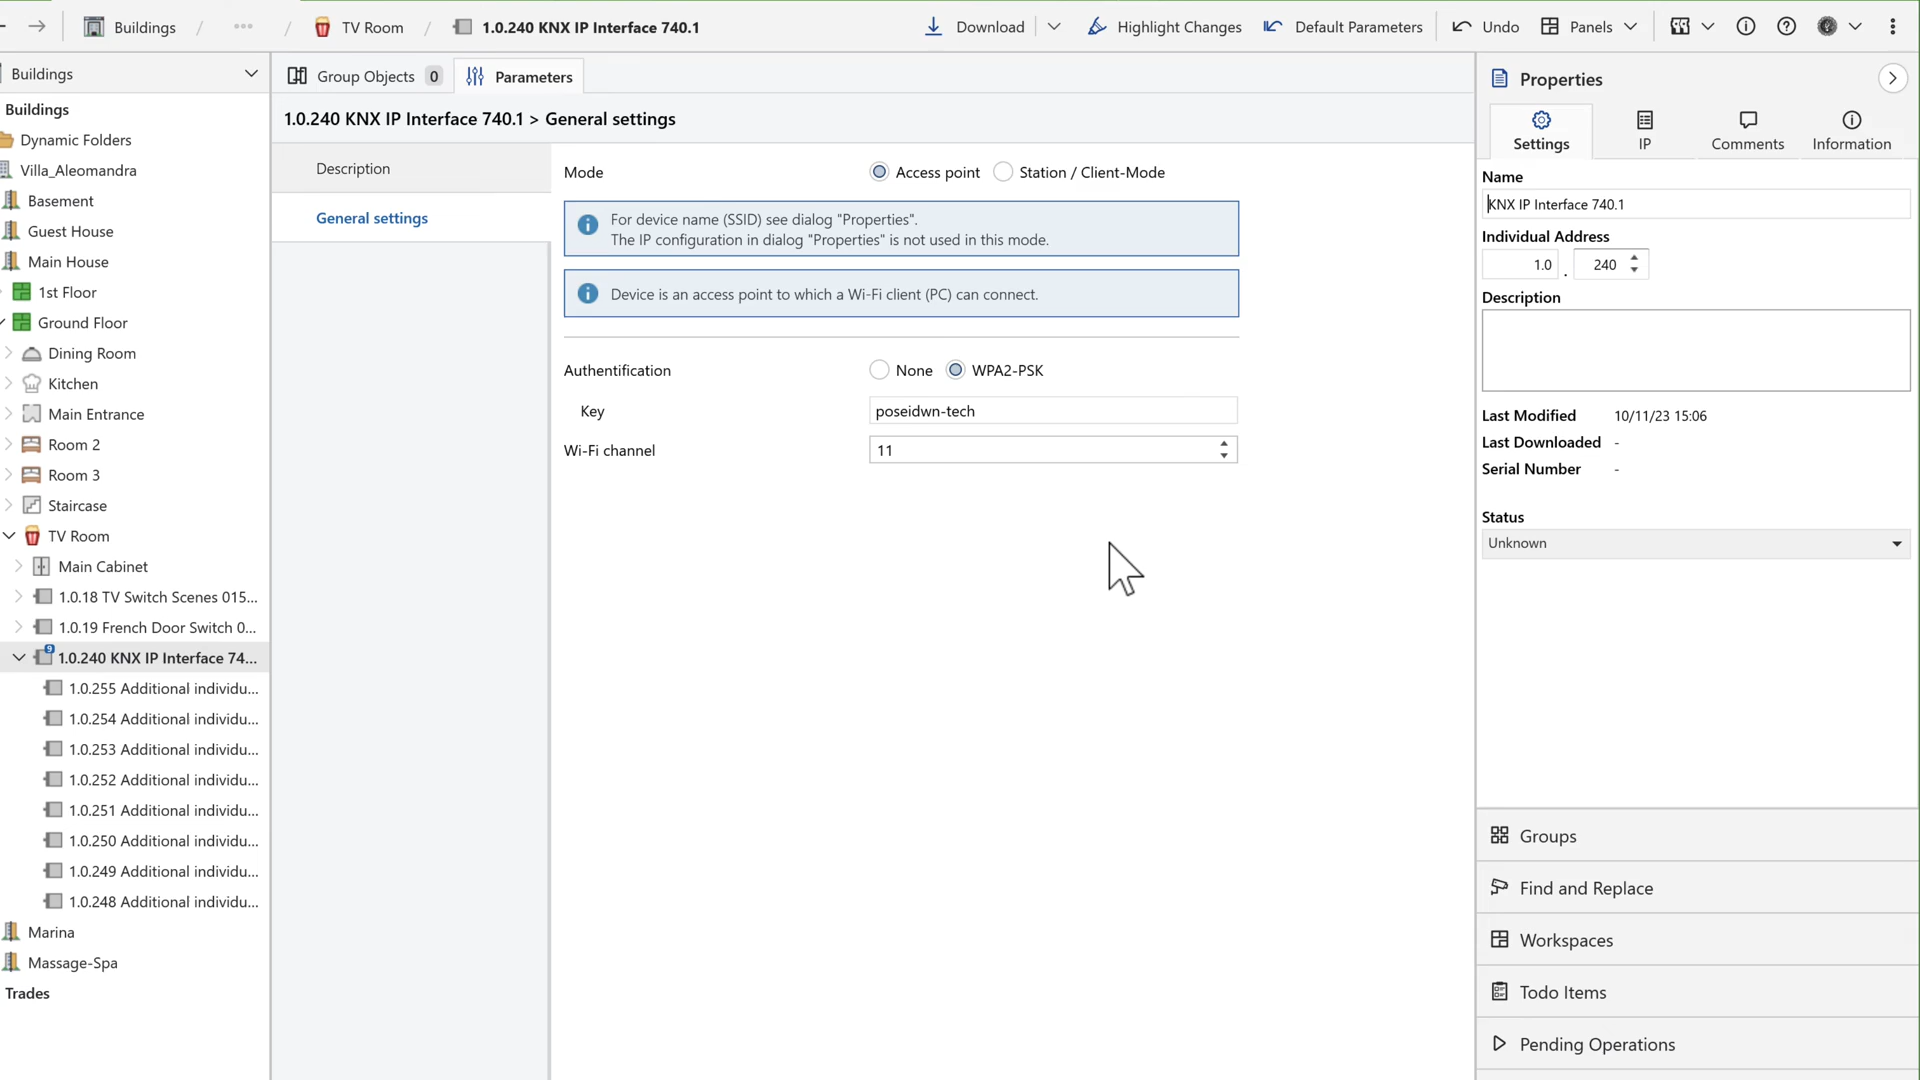 Buildings / ••• / TV Room / 1.0.240 KNX IP Interface 740.1
Download Highlight Changes Default Parameters Undo Panels
Buildings
Buildings
Dynamic Folders
Villa_Aleomandra
Basement
Guest House
Main House
1st Floor
Ground Floor
Dining Room
Kitchen
Main Entrance
Room 2
Room 3
Staircase
TV Room
Main Cabinet
1.0.18 TV Switch Scenes 015...
1.0.19 French Door Switch 0...
9
1.0.240 KNX IP Interface 74...
1.0.255 Additional individu...
1.0.254 Additional individu...
1.0.253 Additional individu...
1.0.252 Additional individu...
1.0.251 Additional individu...
1.0.250 Additional individu...
1.0.249 Additional individu...
1.0.248 Additional individu...
Marina
Massage-Spa
Trades
Group Objects 0 Parameters
1.0.240 KNX IP Interface 740.1 > General settings
Description
General settings
Mode Access point Station / Client-Mode
For device name (SSID) see dialog "Properties".
The IP configuration in dialog "Properties" is not used in this mode.
Device is an access point to which a Wi-Fi client (PC) can connect.
Authentification None WPA2-PSK
Key poseidwn-tech
Wi-Fi channel 11
Properties
Settings IP Comments Information
Name
KNX IP Interface 740.1
Individual Address
1.0 . 240
Description
Last Modified 10/11/23 15:06
Last Downloaded -
Serial Number -
Status
Unknown
Groups
Find and Replace
Workspaces
Todo Items
Pending Operations